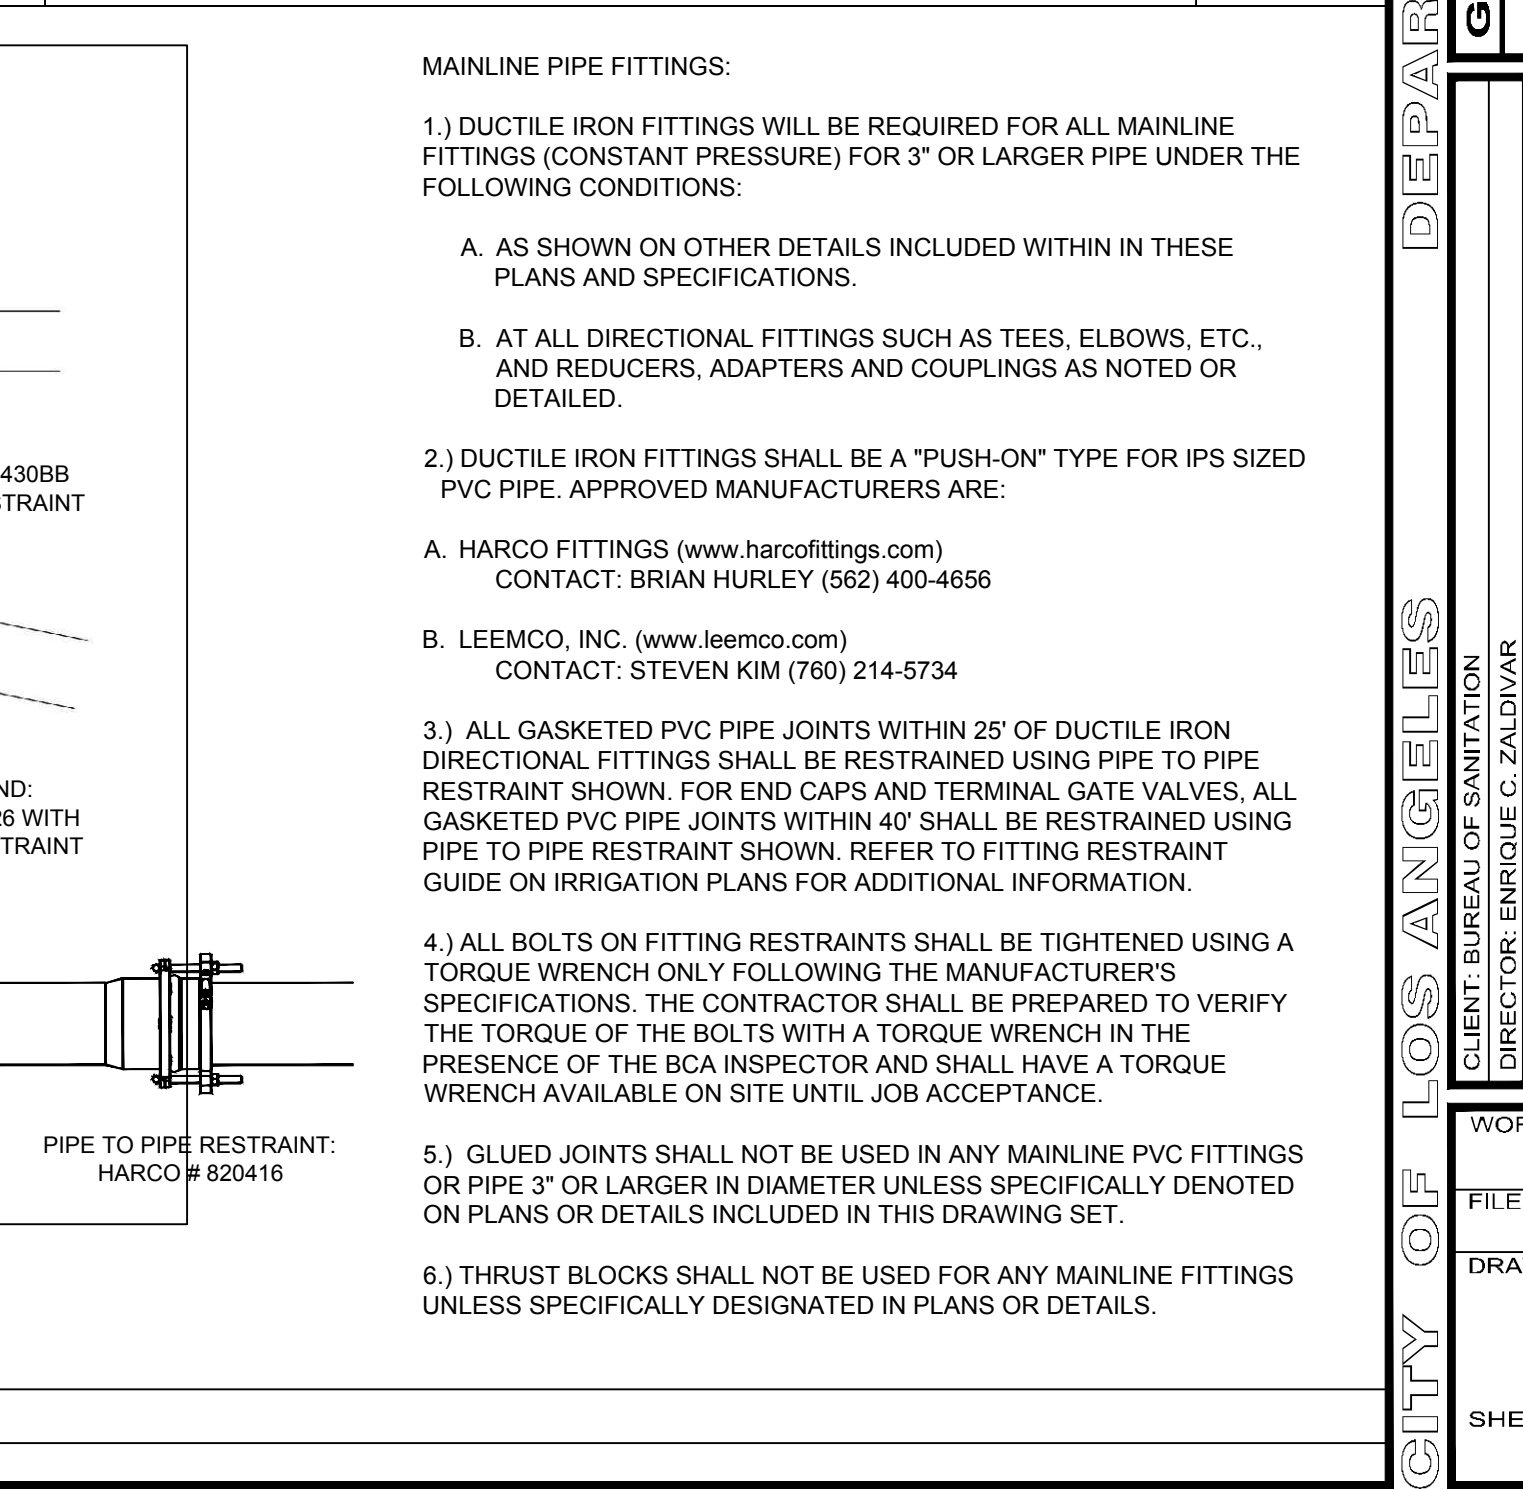 430BB
STRAINT
ND:
26 WITH
TRAINT
PIPE TO PIPE RESTRAINT:
HARCO # 820416
MAINLINE PIPE FITTINGS:
1.) DUCTILE IRON FITTINGS WILL BE REQUIRED FOR ALL MAINLINE
FITTINGS (CONSTANT PRESSURE) FOR 3" OR LARGER PIPE UNDER THE
FOLLOWING CONDITIONS:
A. AS SHOWN ON OTHER DETAILS INCLUDED WITHIN IN THESE
PLANS AND SPECIFICATIONS.
B. AT ALL DIRECTIONAL FITTINGS SUCH AS TEES, ELBOWS, ETC.,
AND REDUCERS, ADAPTERS AND COUPLINGS AS NOTED OR
DETAILED.
2.) DUCTILE IRON FITTINGS SHALL BE A "PUSH-ON" TYPE FOR IPS SIZED
PVC PIPE. APPROVED MANUFACTURERS ARE:
A. HARCO FITTINGS (www.harcofittings.com)
CONTACT: BRIAN HURLEY (562) 400-4656
B. LEEMCO, INC. (www.leemco.com)
CONTACT: STEVEN KIM (760) 214-5734
3.) ALL GASKETED PVC PIPE JOINTS WITHIN 25' OF DUCTILE IRON
DIRECTIONAL FITTINGS SHALL BE RESTRAINED USING PIPE TO PIPE
RESTRAINT SHOWN. FOR END CAPS AND TERMINAL GATE VALVES, ALL
GASKETED PVC PIPE JOINTS WITHIN 40' SHALL BE RESTRAINED USING
PIPE TO PIPE RESTRAINT SHOWN. REFER TO FITTING RESTRAINT
GUIDE ON IRRIGATION PLANS FOR ADDITIONAL INFORMATION.
4.) ALL BOLTS ON FITTING RESTRAINTS SHALL BE TIGHTENED USING A
TORQUE WRENCH ONLY FOLLOWING THE MANUFACTURER'S
SPECIFICATIONS. THE CONTRACTOR SHALL BE PREPARED TO VERIFY
THE TORQUE OF THE BOLTS WITH A TORQUE WRENCH IN THE
PRESENCE OF THE BCA INSPECTOR AND SHALL HAVE A TORQUE
WRENCH AVAILABLE ON SITE UNTIL JOB ACCEPTANCE.
5.) GLUED JOINTS SHALL NOT BE USED IN ANY MAINLINE PVC FITTINGS
OR PIPE 3" OR LARGER IN DIAMETER UNLESS SPECIFICALLY DENOTED
ON PLANS OR DETAILS INCLUDED IN THIS DRAWING SET.
6.) THRUST BLOCKS SHALL NOT BE USED FOR ANY MAINLINE FITTINGS
UNLESS SPECIFICALLY DESIGNATED IN PLANS OR DETAILS.
CITY OF LOS ANGELES DEPAR
G
CLIENT: BUREAU OF SANITATION
DIRECTOR: ENRIQUE C. ZALDIVAR
WOR
FILE
DRA
SHE